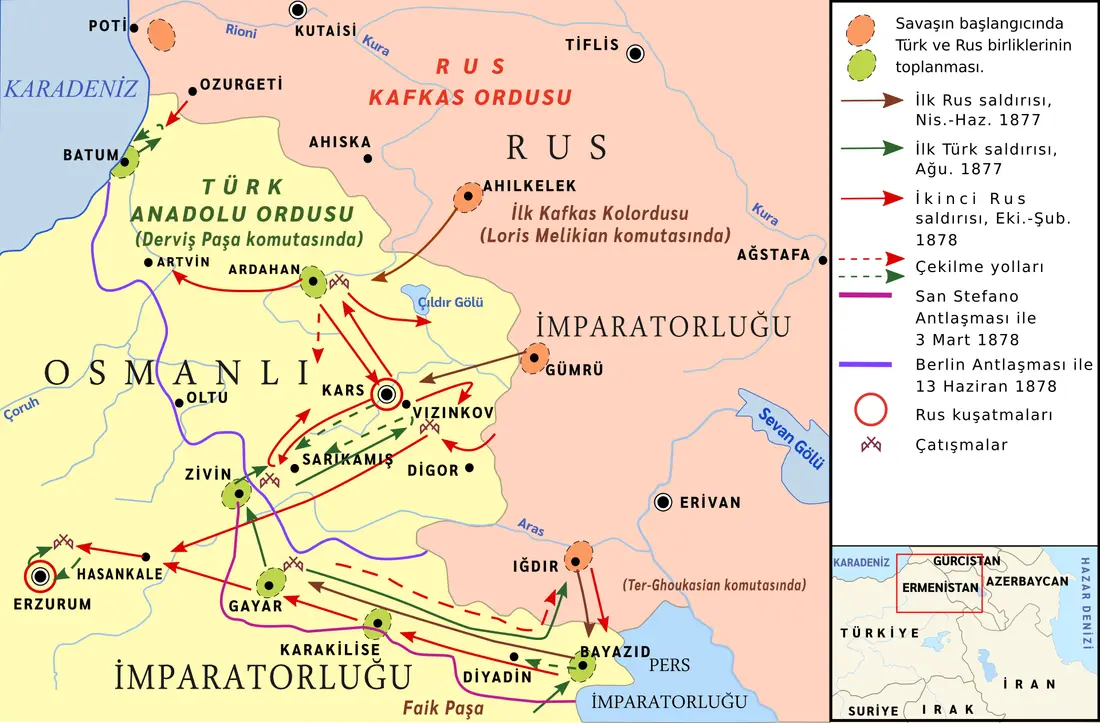 POTİ
Rioni
KUTAISİ
Kura
TİFLİS
KARADENİZ
OZURGETİ
RUS
KAFKAS ORDUSU
BATUM
AHISKA
RUS
TÜRK
ANADOLU ORDUSU
(Derviş Paşa komutasında)
AHILKELEK
İlk Kafkas Kolordusu
(Loris Melikian komutasında)
Kura
ARTVİN
ARDAHAN
AĞSTAFA
Çıldır Gölü
İMPARATORLUĞU
OSMANLI
GÜMRÜ
KARS
OLTU
Çoruh
VIZINKOV
Sevan Gölü
SARIKAMIŞ
DİGOR
ZİVİN
ERİVAN
Aras
HASANKALE
IĞDIR
(Ter-Ghoukasian komutasında)
ERZURUM
GAYAR
KARAKİLİSE
BAYAZID
PERS
İMPARATORLUĞU
DİYADİN
Faik Paşa
İMPARATORLUĞU
Savaşın başlangıcında
Türk ve Rus birliklerinin
toplanması.
İlk Rus saldırısı,
Nis.-Haz. 1877
İlk Türk saldırısı,
Ağu. 1877
İkinci Rus
saldırısı, Eki.-Şub.
1878
Çekilme yolları
San Stefano
Antlaşması ile
3 Mart 1878
Berlin Antlaşması ile
13 Haziran 1878
Rus kuşatmaları
Çatışmalar
KARADENİZ
GÜRCİSTAN
ERMENİSTAN
AZERBAYCAN
HAZAR DENİZİ
TÜRKİYE
İRAN
SURİYE
IRAK